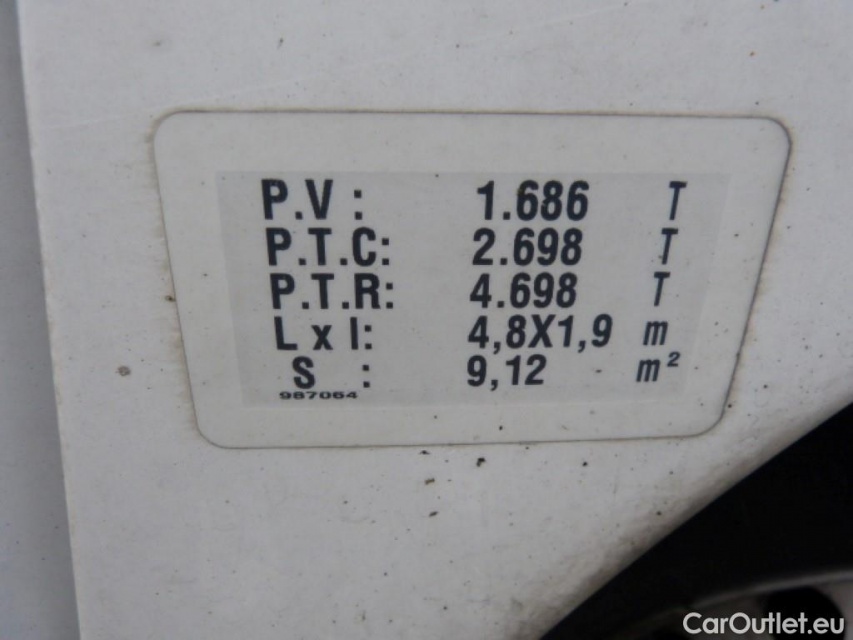 P.V : 1.686 T
P.T.C: 2.698 T
P.T.R: 4.698 T
L x l: 4,8X1,9 m
S : 9,12 m²
987064
CarOutlet.eu